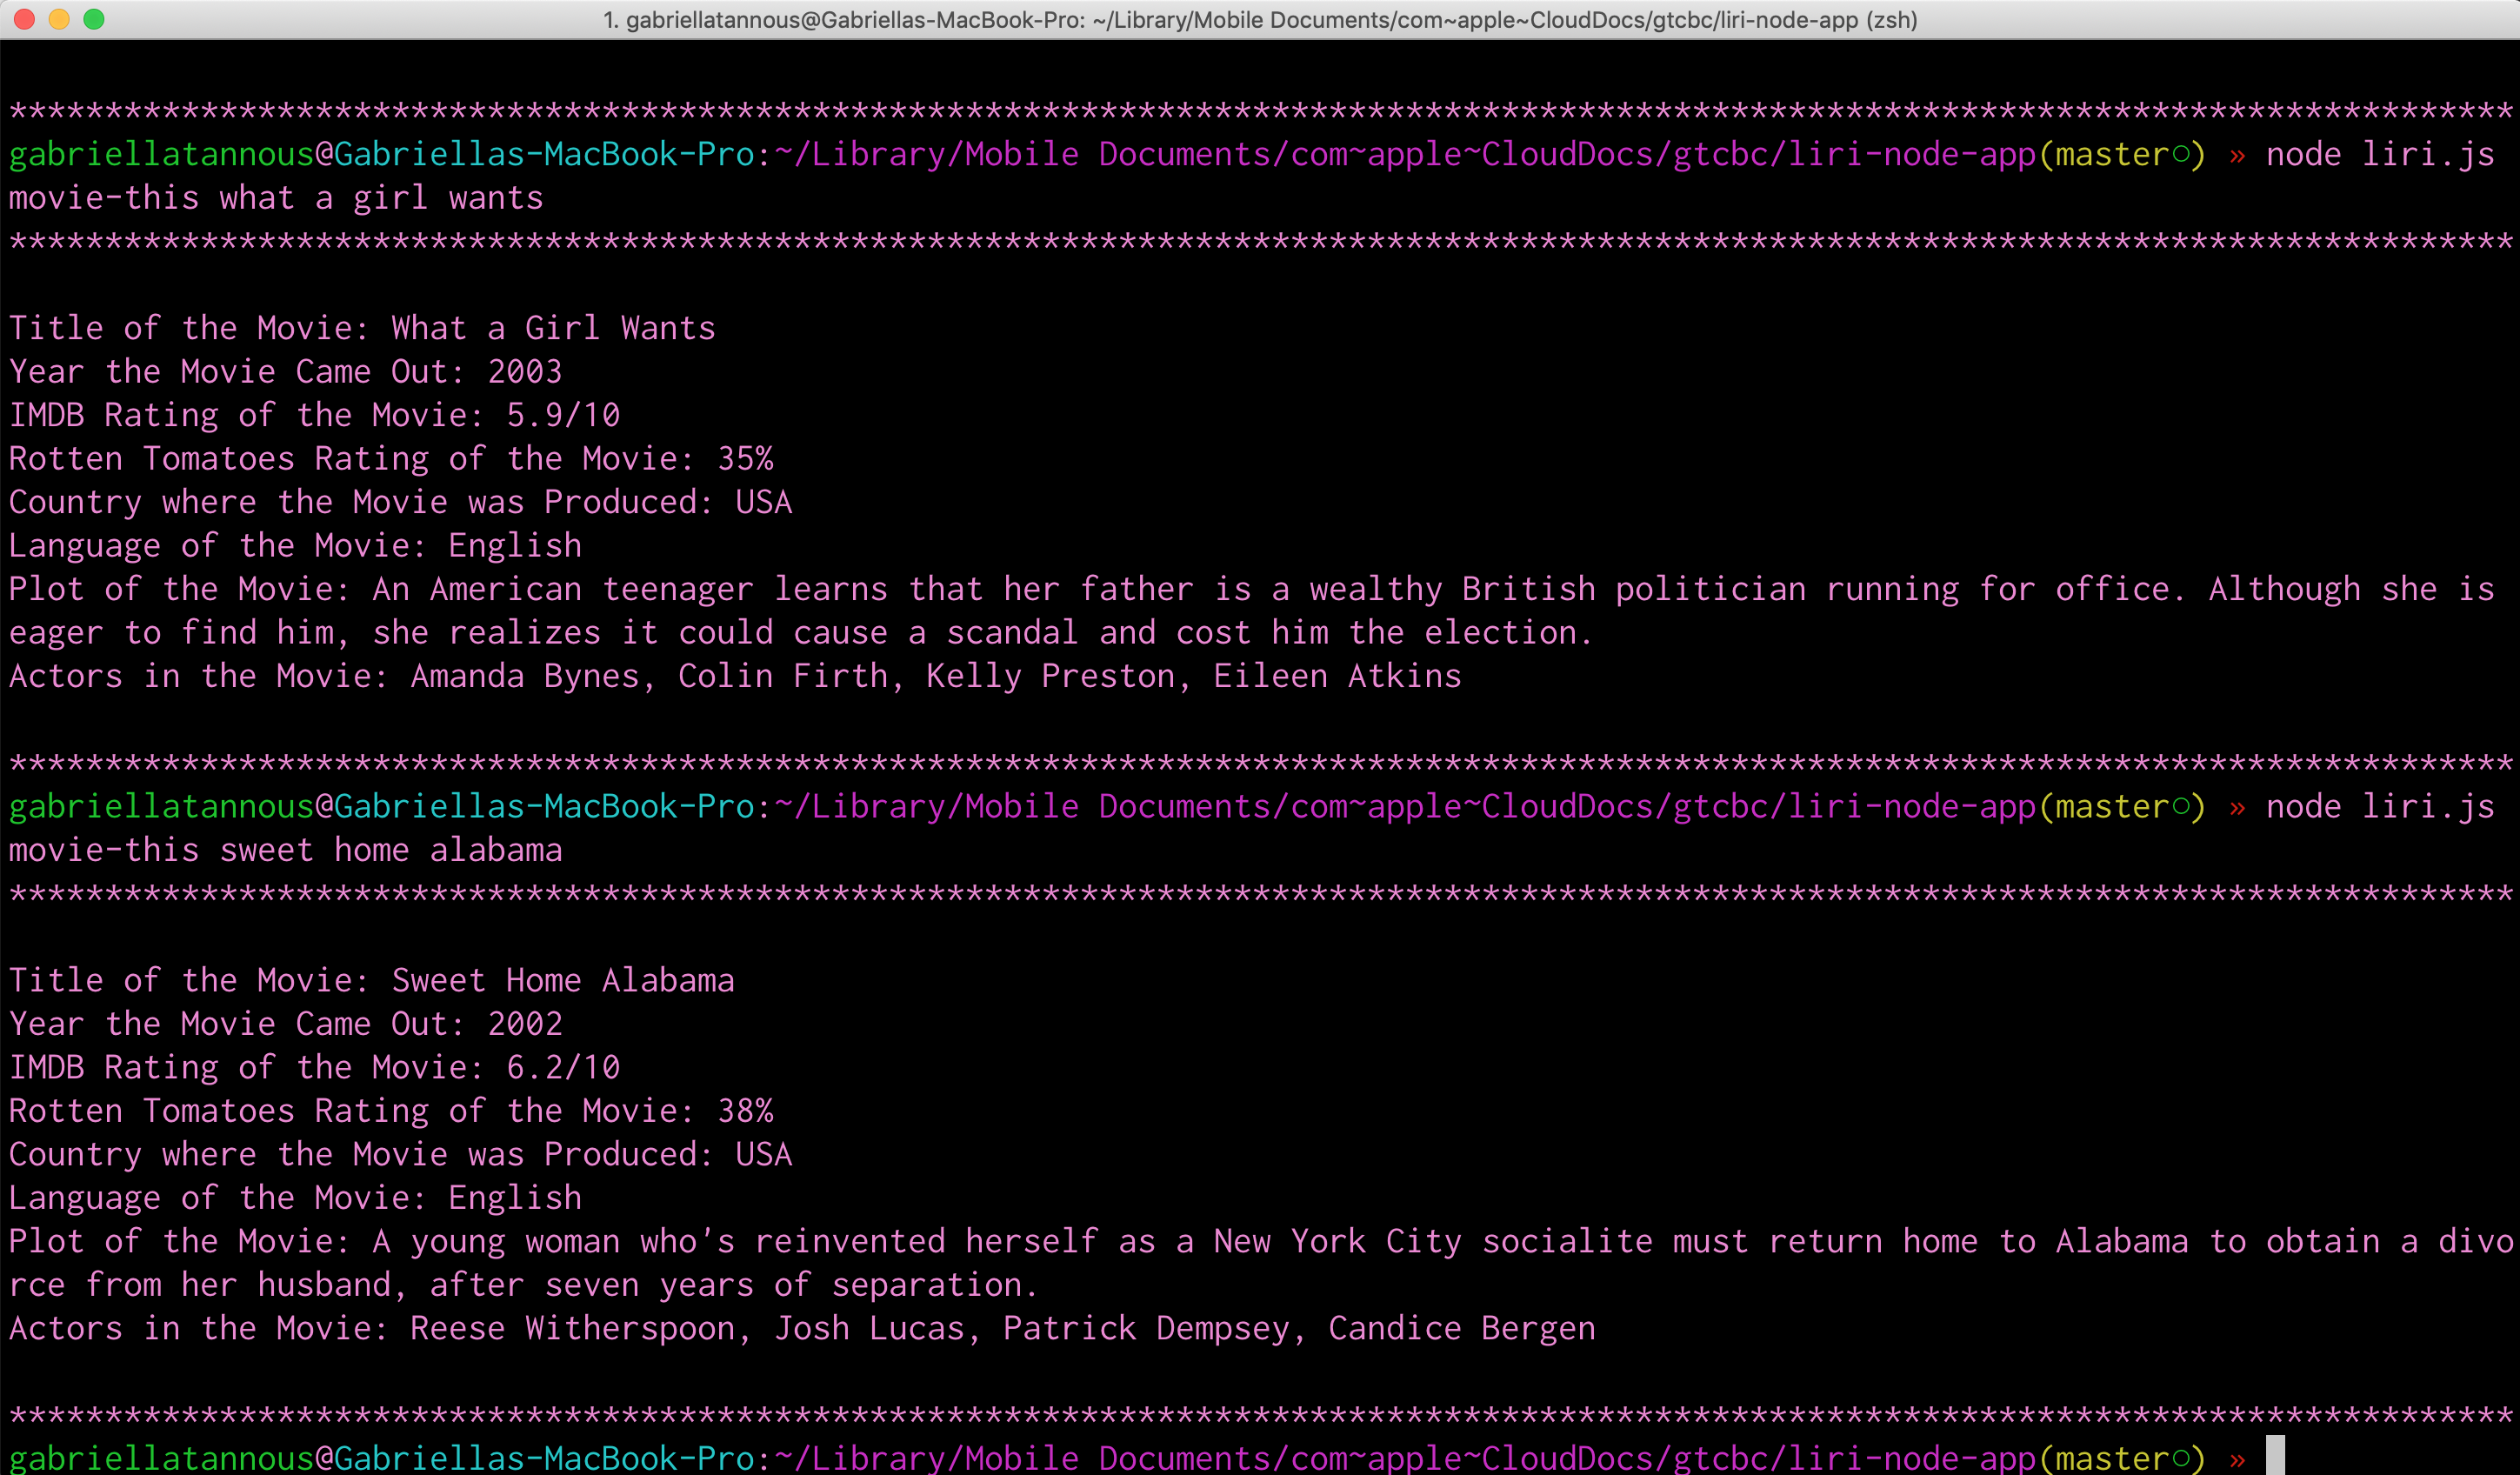 1. gabriellatannous@Gabriellas-MacBook-Pro: ~/Library/Mobile Documents/com~apple~CloudDocs/gtcbc/liri-node-app (zsh)
***********************************************************************************************************************************
gabriellatannous@Gabriellas-MacBook-Pro:~/Library/Mobile Documents/com~apple~CloudDocs/gtcbc/liri-node-app(master○) » node liri.js
movie-this what a girl wants
***********************************************************************************************************************************
Title of the Movie: What a Girl Wants
Year the Movie Came Out: 2003
IMDB Rating of the Movie: 5.9/10
Rotten Tomatoes Rating of the Movie: 35%
Country where the Movie was Produced: USA
Language of the Movie: English
Plot of the Movie: An American teenager learns that her father is a wealthy British politician running for office. Although she is
eager to find him, she realizes it could cause a scandal and cost him the election.
Actors in the Movie: Amanda Bynes, Colin Firth, Kelly Preston, Eileen Atkins
***********************************************************************************************************************************
gabriellatannous@Gabriellas-MacBook-Pro:~/Library/Mobile Documents/com~apple~CloudDocs/gtcbc/liri-node-app(master○) » node liri.js
movie-this sweet home alabama
***********************************************************************************************************************************
Title of the Movie: Sweet Home Alabama
Year the Movie Came Out: 2002
IMDB Rating of the Movie: 6.2/10
Rotten Tomatoes Rating of the Movie: 38%
Country where the Movie was Produced: USA
Language of the Movie: English
Plot of the Movie: A young woman who's reinvented herself as a New York City socialite must return home to Alabama to obtain a divo
rce from her husband, after seven years of separation.
Actors in the Movie: Reese Witherspoon, Josh Lucas, Patrick Dempsey, Candice Bergen
***********************************************************************************************************************************
gabriellatannous@Gabriellas-MacBook-Pro:~/Library/Mobile Documents/com~apple~CloudDocs/gtcbc/liri-node-app(master○) »